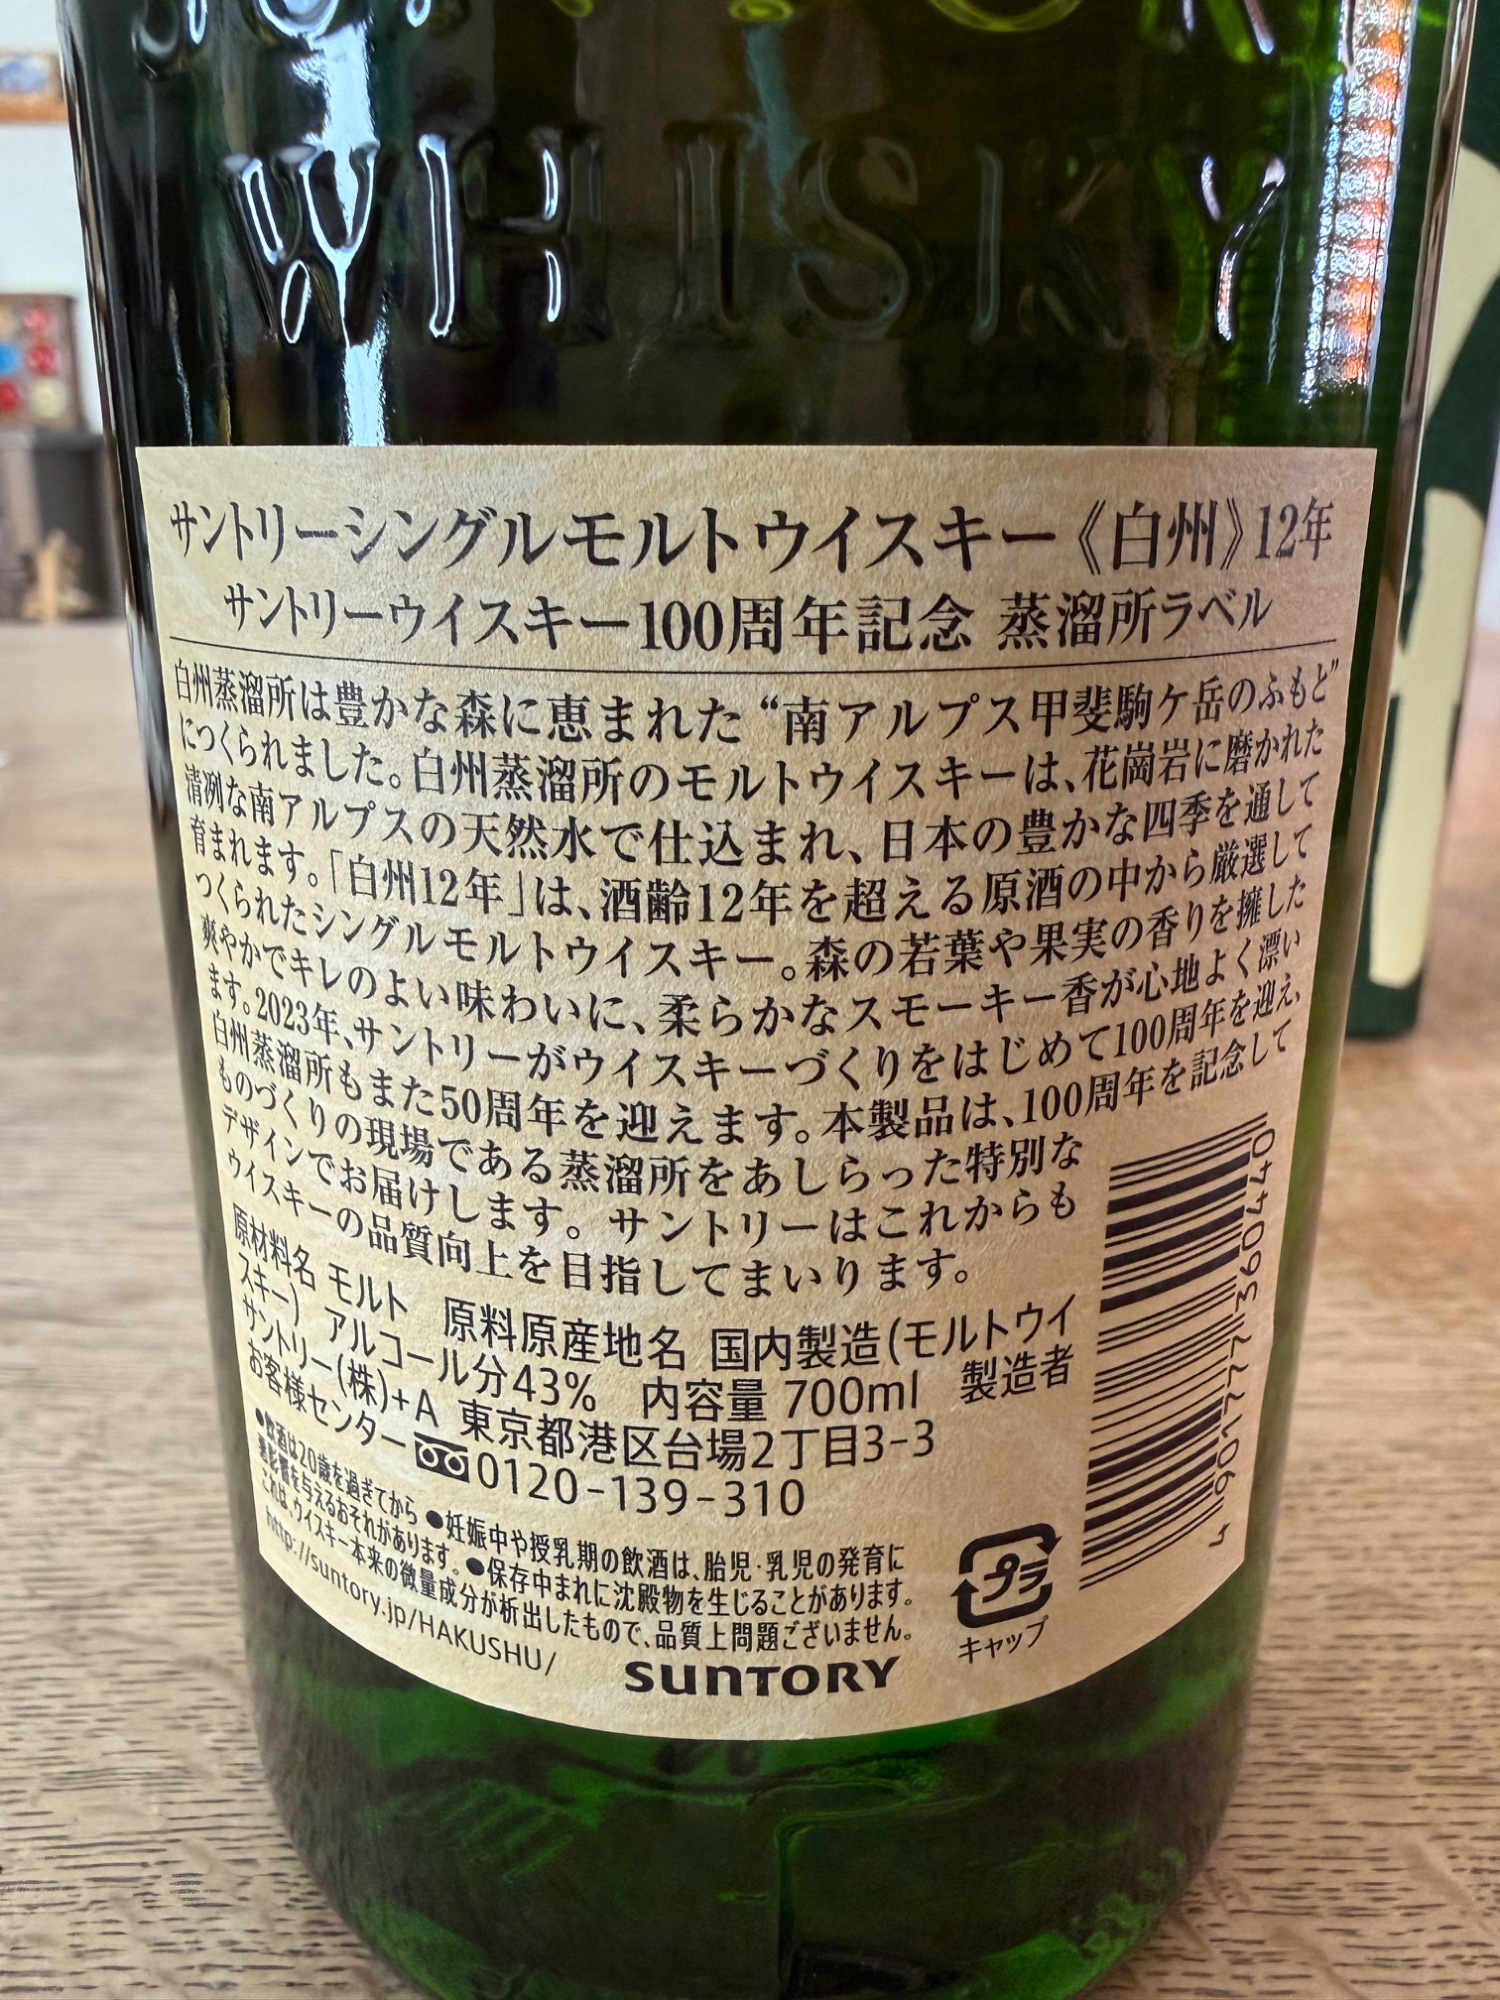 WHISKY
サントリーシングルモルトウイスキー《白州》12年
サントリーウイスキー100周年記念 蒸溜所ラベル
白州蒸溜所は豊かな森に恵まれた“南アルプス甲斐駒ケ岳のふもと”
につくられました。白州蒸溜所のモルトウイスキーは、花崗岩に磨かれた
清冽な南アルプスの天然水で仕込まれ、日本の豊かな四季を通して
育まれます。「白州12年」は、酒齢12年を超える原酒の中から厳選して
つくられたシングルモルトウイスキー。森の若葉や果実の香りを擁した
爽やかでキレのよい味わいに、柔らかなスモーキー香が心地よく漂い
ます。2023年、サントリーがウイスキーづくりをはじめて100周年を迎え、
白州蒸溜所もまた50周年を迎えます。本製品は、100周年を記念して
ものづくりの現場である蒸溜所をあしらった特別な
デザインでお届けします。サントリーはこれからも
ウイスキーの品質向上を目指してまいります。
原材料名 モルト 原料原産地名 国内製造(モルトウイ
スキー) アルコール分43% 内容量 700ml 製造者
サントリー(株)+A 東京都港区台場2丁目3-3
お客様センター 0120-139-310
●飲酒は20歳を過ぎてから ●妊娠中や授乳期の飲酒は、胎児・乳児の発育に
悪影響を与えるおそれがあります。●保存中まれに沈殿物を生じることがあります。
これは、ウイスキー本来の微量成分が析出したもので、品質上問題ございません。
http://suntory.jp/HAKUSHU/
SUNTORY
プラ
キャップ